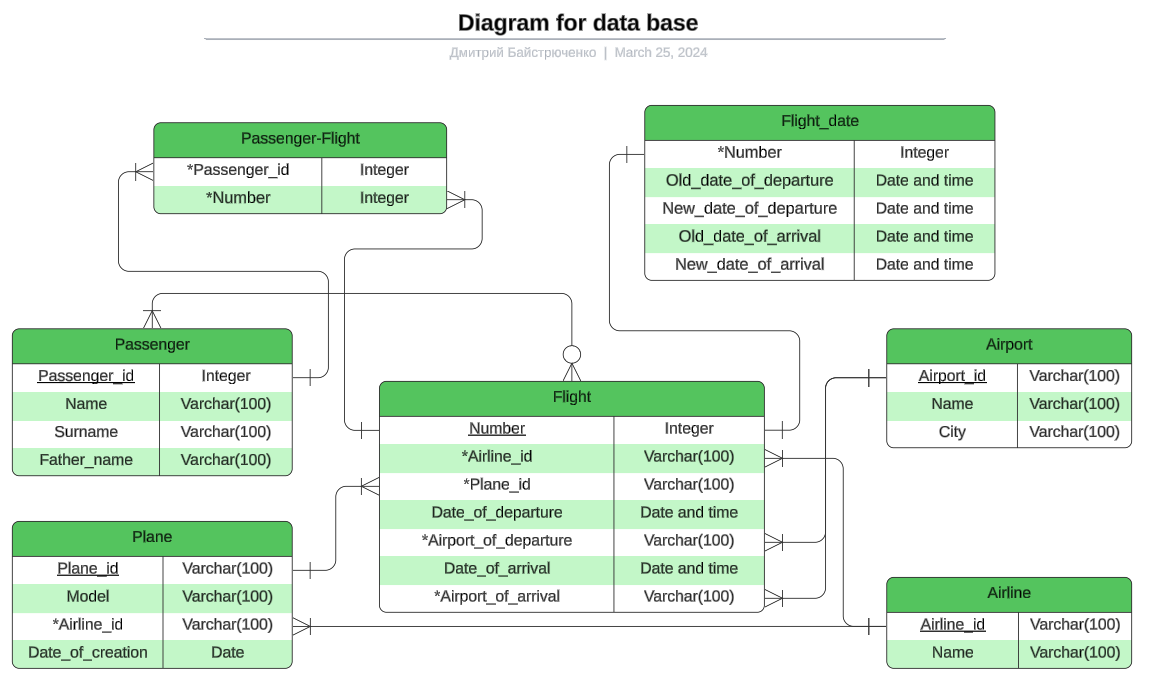 Diagram for data base
Дмитрий Байстрюченко | March 25, 2024
Passenger-Flight
*Passenger_id Integer
*Number Integer
Flight_date
*Number Integer
Old_date_of_departure Date and time
New_date_of_departure Date and time
Old_date_of_arrival Date and time
New_date_of_arrival Date and time
Passenger
Passenger_id Integer
Name Varchar(100)
Surname Varchar(100)
Father_name Varchar(100)
Flight
Number Integer
*Airline_id Varchar(100)
*Plane_id Varchar(100)
Date_of_departure Date and time
*Airport_of_departure Varchar(100)
Date_of_arrival Date and time
*Airport_of_arrival Varchar(100)
Airport
Airport_id Varchar(100)
Name Varchar(100)
City Varchar(100)
Plane
Plane_id Varchar(100)
Model Varchar(100)
*Airline_id Varchar(100)
Date_of_creation Date
Airline
Airline_id Varchar(100)
Name Varchar(100)